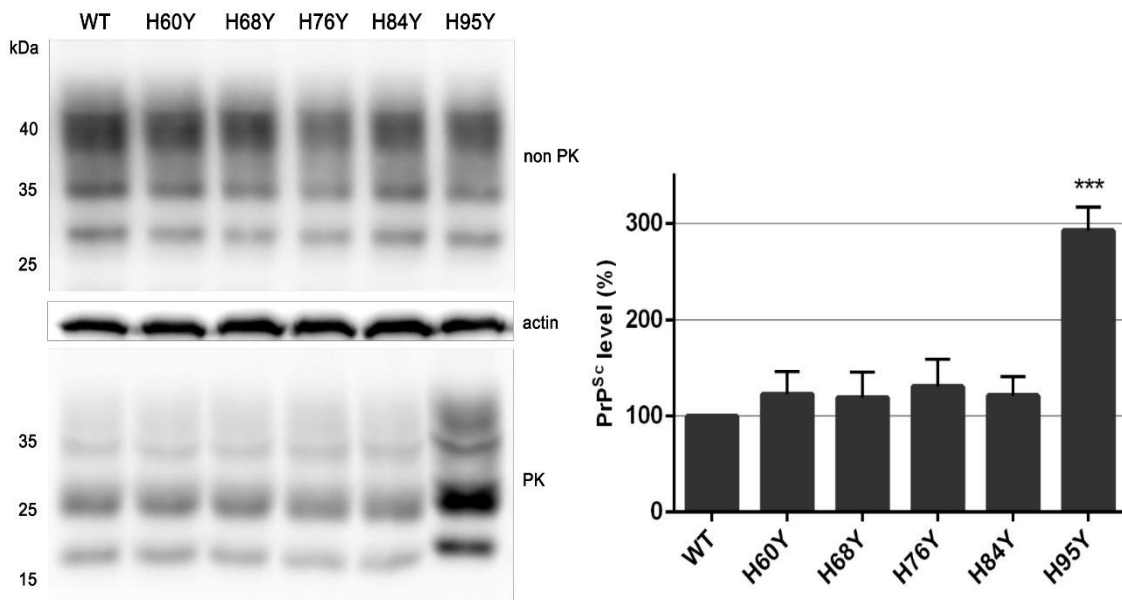 WT H60Y H68Y H76Y H84Y H95Y
kDa
40
35
25
non PK
actin
35
25
15
PK
PrPSc level (%)
300
200
100
0
***
WT
H60Y
H68Y
H76Y
H84Y
H95Y